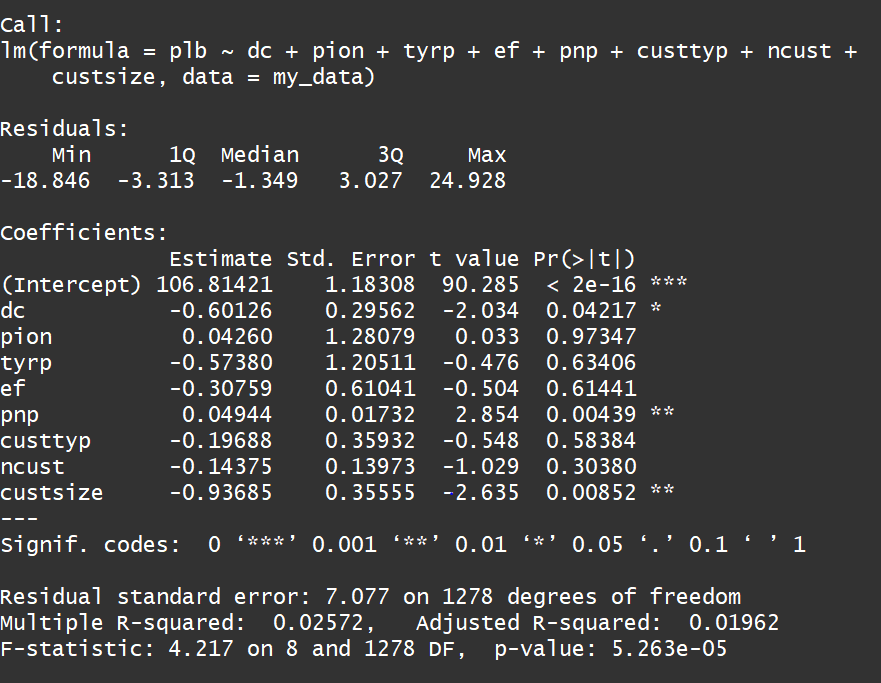 Call:
lm(formula = plb ~ dc + pion + tyrp + ef + pnp + custtyp + ncust +
    custsize, data = my_data)
Residuals:
    Min      1Q  Median      3Q     Max
-18.846  -3.313  -1.349   3.027  24.928
Coefficients:
             Estimate Std. Error t value Pr(>|t|)
(Intercept) 106.81421    1.18308  90.285  < 2e-16 ***
dc           -0.60126    0.29562  -2.034  0.04217 *
pion          0.04260    1.28079   0.033  0.97347
tyrp         -0.57380    1.20511  -0.476  0.63406
ef           -0.30759    0.61041  -0.504  0.61441
pnp           0.04944    0.01732   2.854  0.00439 **
custtyp      -0.19688    0.35932  -0.548  0.58384
ncust        -0.14375    0.13973  -1.029  0.30380
custsize     -0.93685    0.35555  -2.635  0.00852 **
---
Signif. codes:  0 ‘***’ 0.001 ‘**’ 0.01 ‘*’ 0.05 ‘.’ 0.1 ‘ ’ 1
Residual standard error: 7.077 on 1278 degrees of freedom
Multiple R-squared:  0.02572,   Adjusted R-squared:  0.01962
F-statistic: 4.217 on 8 and 1278 DF,  p-value: 5.263e-05